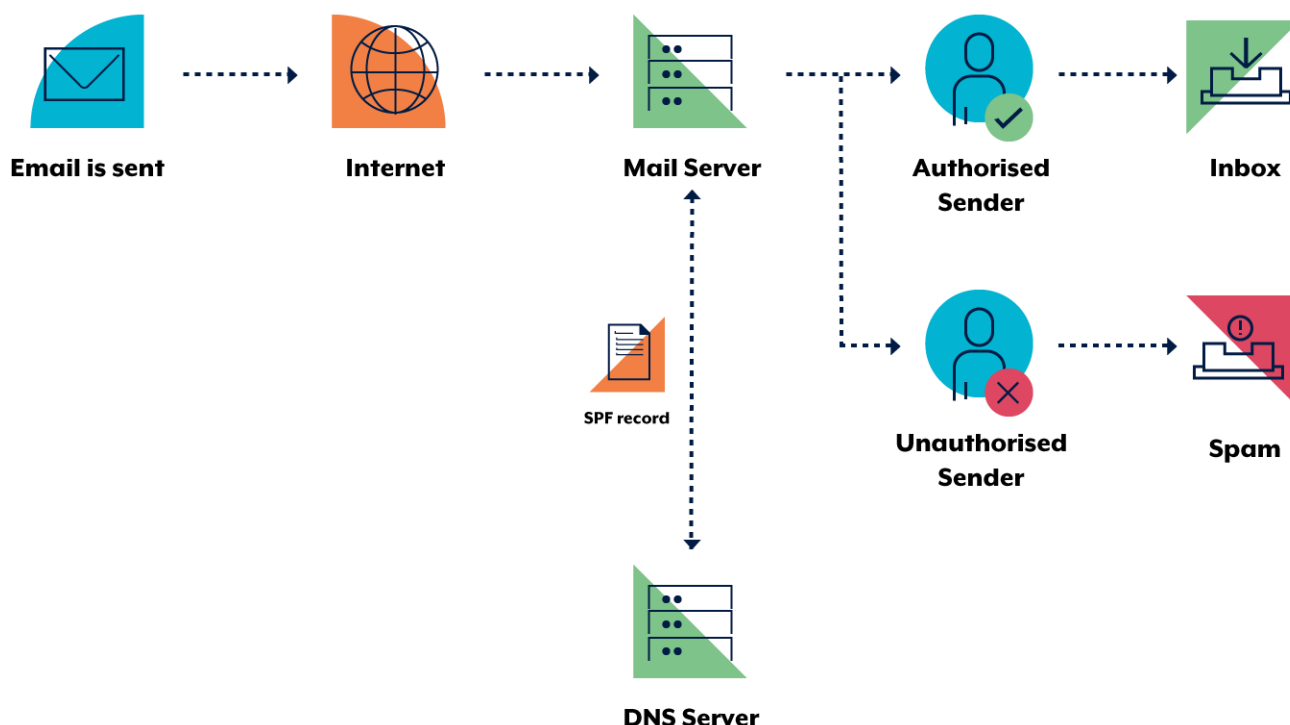 Email is sent
Internet
Mail Server
Authorised
Sender
Inbox
SPF record
Unauthorised
Sender
Spam
DNS Server